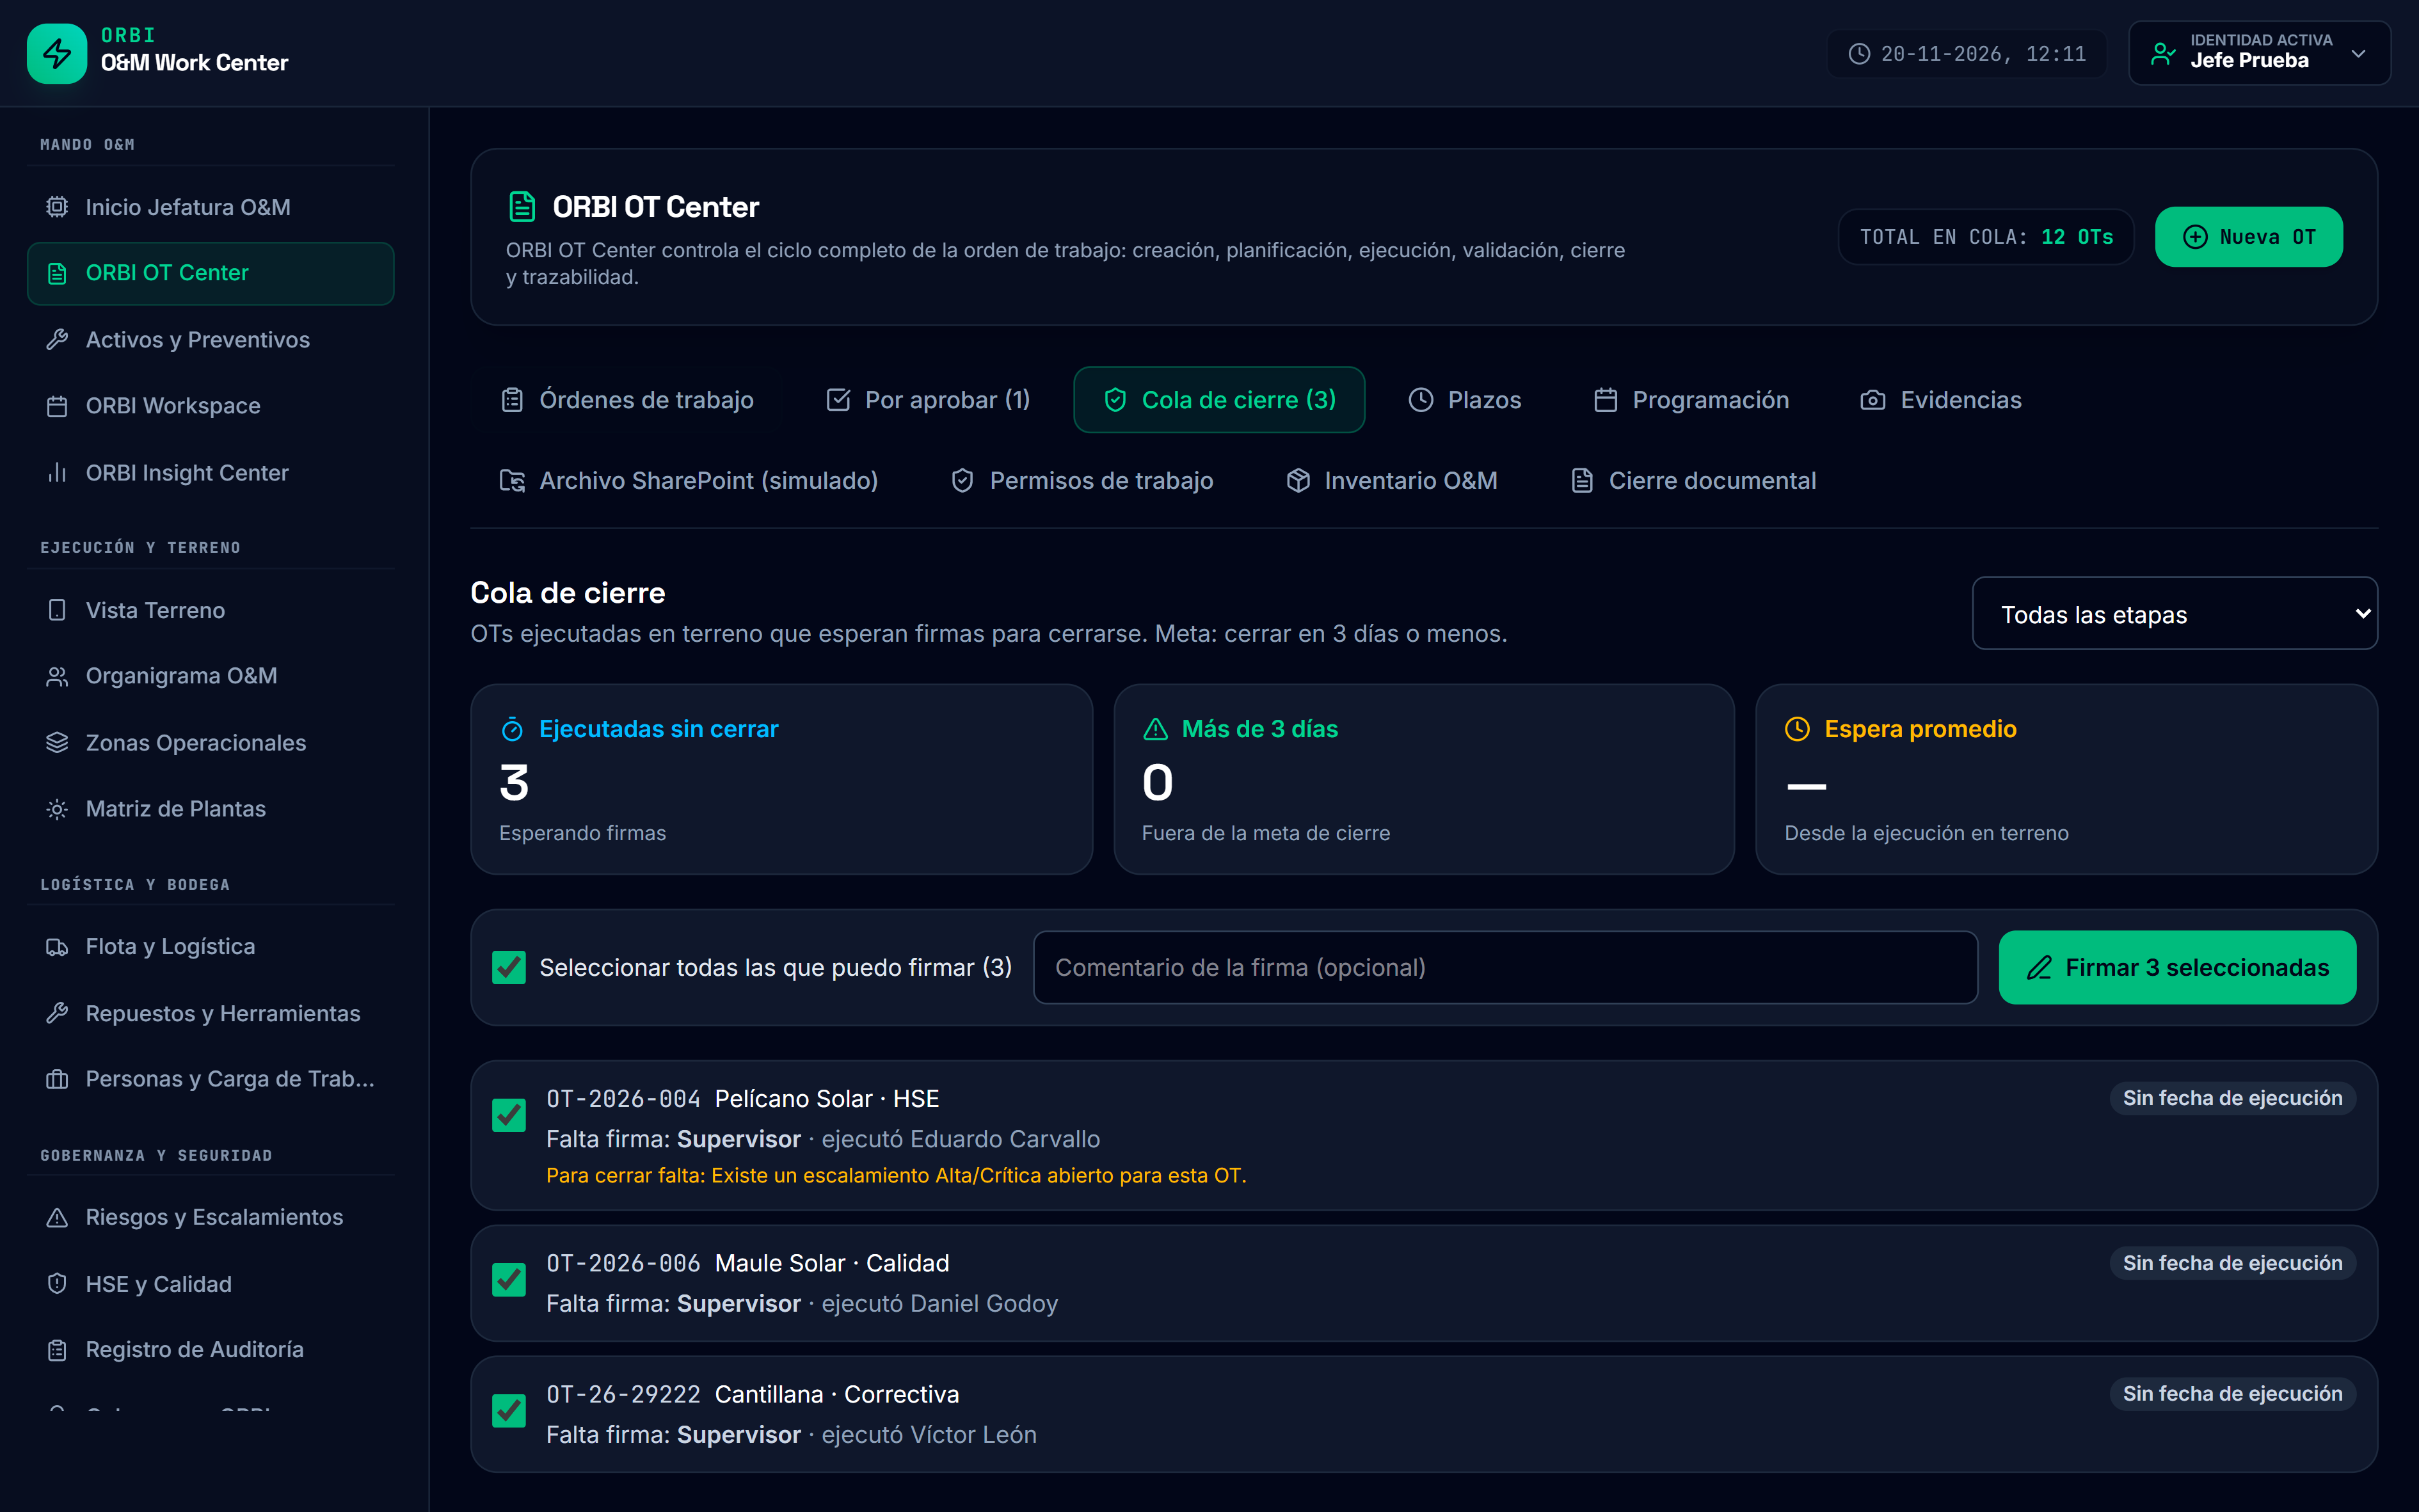 ORBI
O&M Work Center
20-11-2026, 12:11
IDENTIDAD ACTIVA
Jefe Prueba
MANDO O&M
Inicio Jefatura O&M
ORBI OT Center
Activos y Preventivos
ORBI Workspace
ORBI Insight Center
EJECUCIÓN Y TERRENO
Vista Terreno
Organigrama O&M
Zonas Operacionales
Matriz de Plantas
LOGÍSTICA Y BODEGA
Flota y Logística
Repuestos y Herramientas
Personas y Carga de Trab...
GOBERNANZA Y SEGURIDAD
Riesgos y Escalamientos
HSE y Calidad
Registro de Auditoría
ORBI OT Center
ORBI OT Center controla el ciclo completo de la orden de trabajo: creación, planificación, ejecución, validación, cierre
y trazabilidad.
TOTAL EN COLA: 12 OTs
Nueva OT
Órdenes de trabajo
Por aprobar (1)
Cola de cierre (3)
Plazos
Programación
Evidencias
Archivo SharePoint (simulado)
Permisos de trabajo
Inventario O&M
Cierre documental
Cola de cierre
OTs ejecutadas en terreno que esperan firmas para cerrarse. Meta: cerrar en 3 días o menos.
Todas las etapas
Ejecutadas sin cerrar
3
Esperando firmas
Más de 3 días
0
Fuera de la meta de cierre
Espera promedio
—
Desde la ejecución en terreno
Seleccionar todas las que puedo firmar (3)
Comentario de la firma (opcional)
Firmar 3 seleccionadas
OT-2026-004 Pelícano Solar · HSE
Sin fecha de ejecución
Falta firma: Supervisor · ejecutó Eduardo Carvallo
Para cerrar falta: Existe un escalamiento Alta/Crítica abierto para esta OT.
OT-2026-006 Maule Solar · Calidad
Sin fecha de ejecución
Falta firma: Supervisor · ejecutó Daniel Godoy
OT-26-29222 Cantillana · Correctiva
Sin fecha de ejecución
Falta firma: Supervisor · ejecutó Víctor León